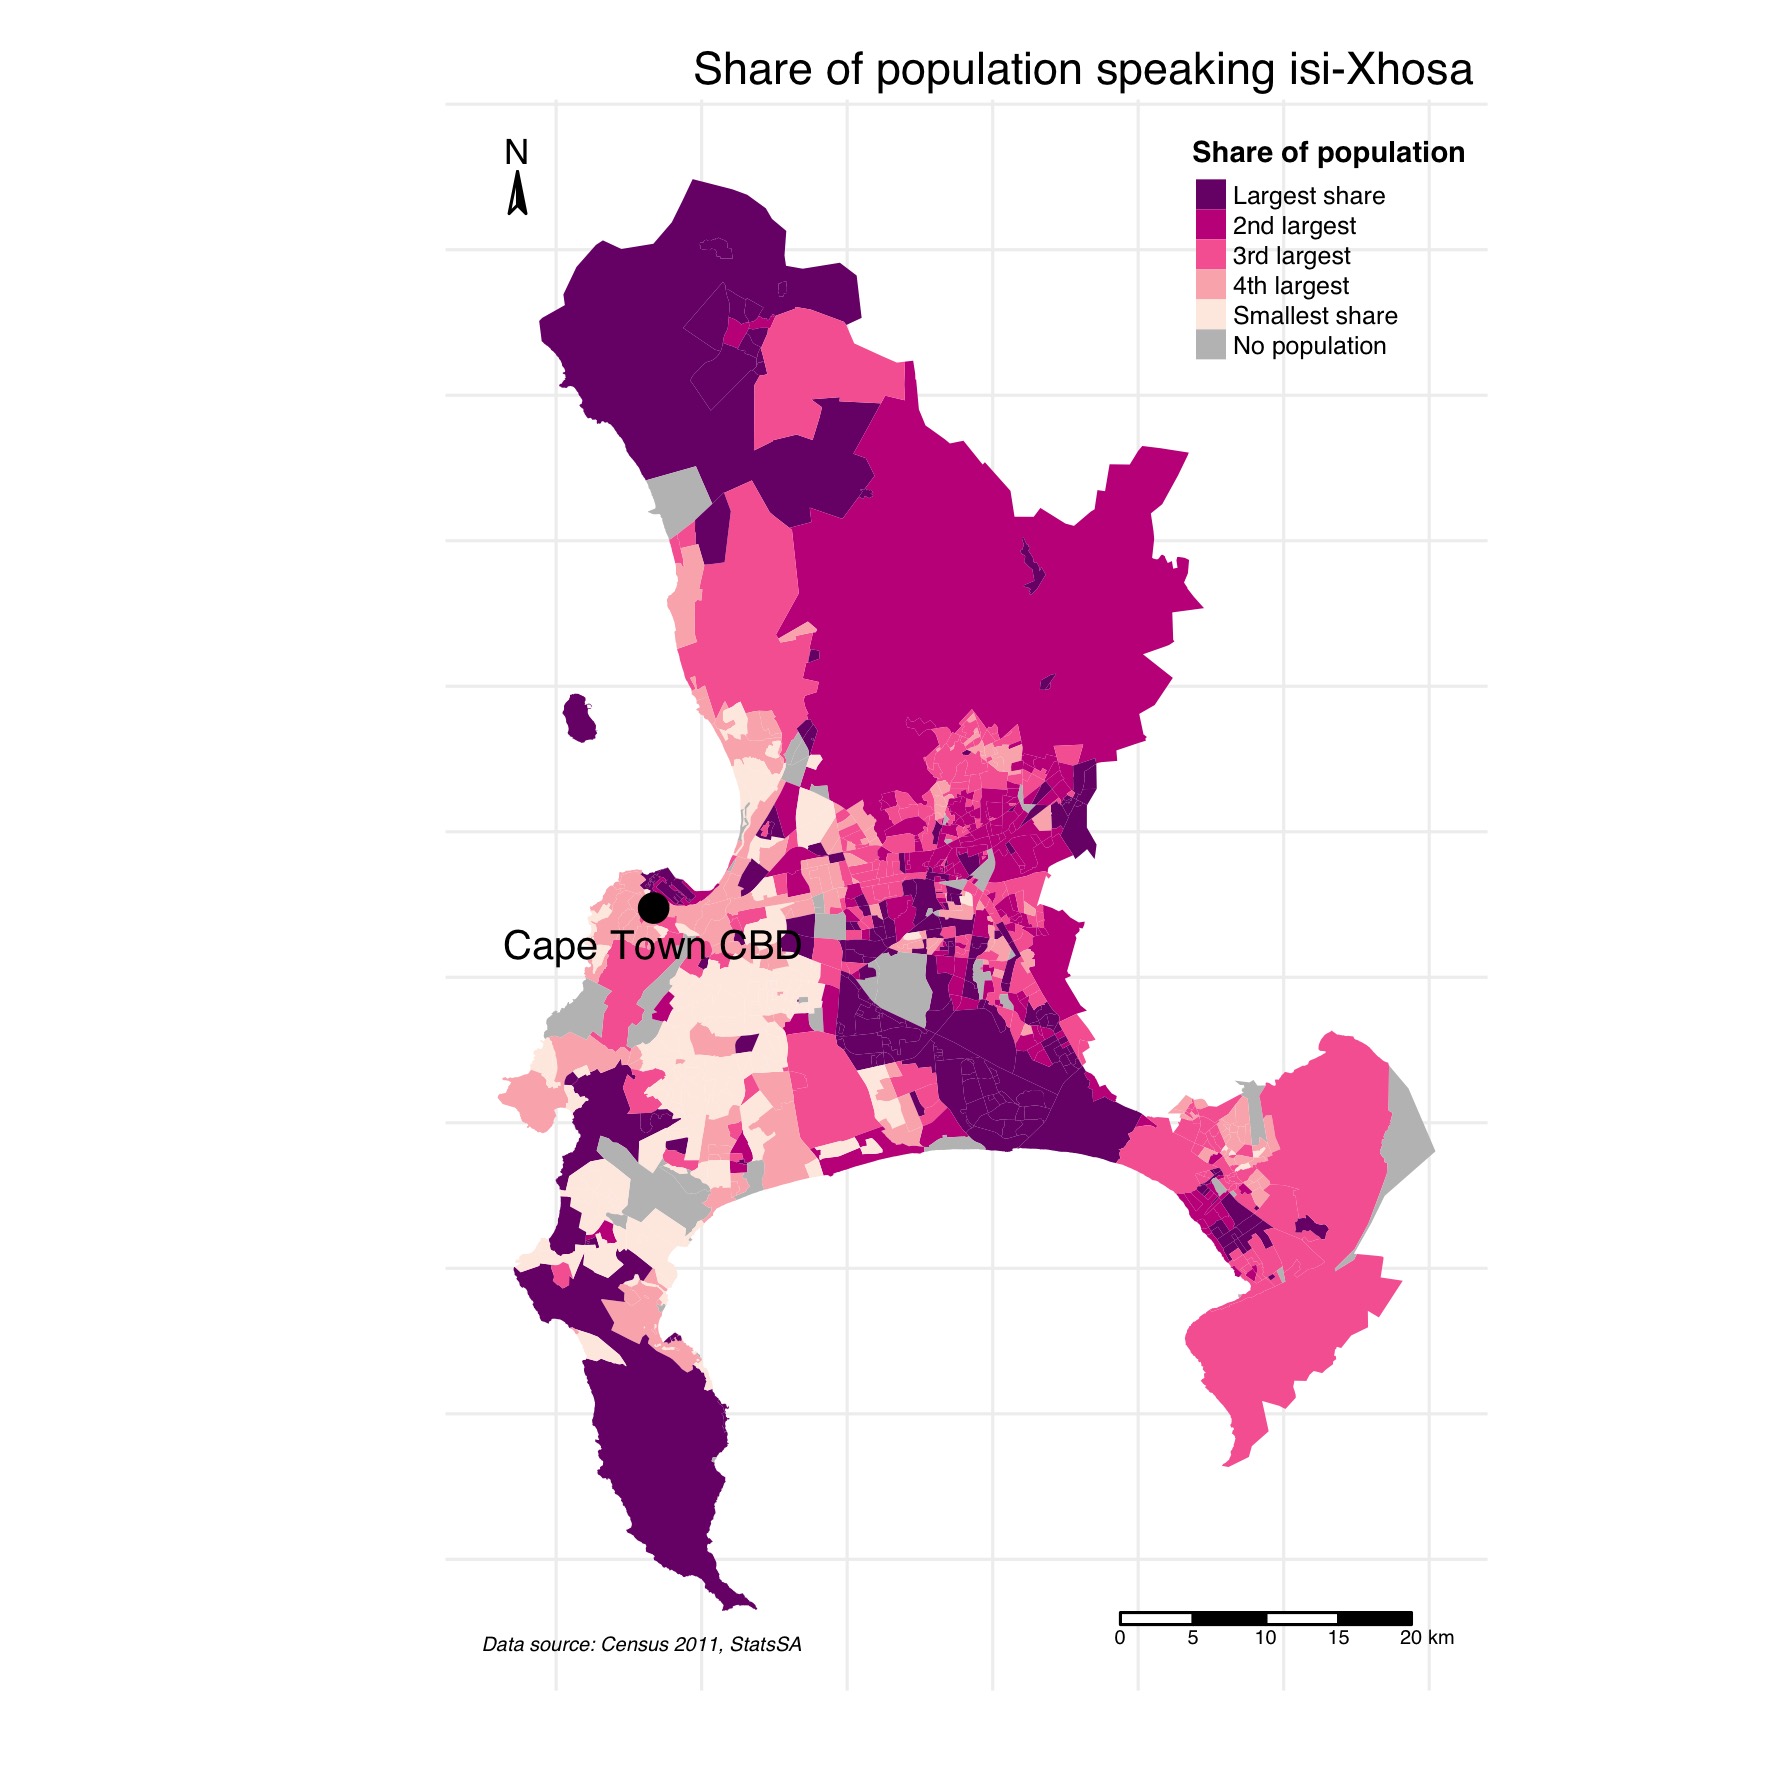 Share of population speaking isi-Xhosa
N
Share of population
Largest share
2nd largest
3rd largest
4th largest
Smallest share
No population
Cape Town CBD
0 5 10 15 20 km
Data source: Census 2011, StatsSA